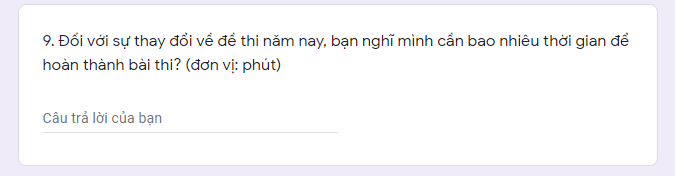 9. Đối với sự thay đổi về đề thi năm nay, bạn nghĩ mình cần bao nhiêu thời gian để
hoàn thành bài thi? (đơn vị: phút)
Câu trả lời của bạn